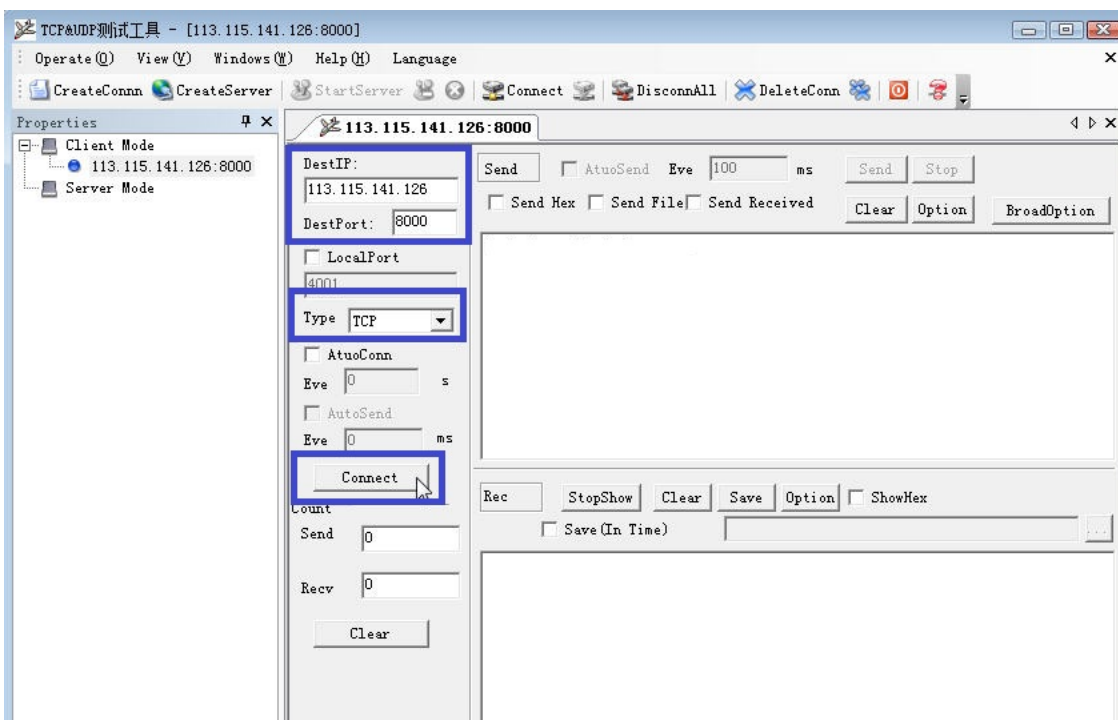 TCP&UDP测试工具 - [113.115.141.126:8000]
Operate(O) View(V) Windows(W) Help(H) Language
CreateConnn CreateServer StartServer Connect DisconnAll DeleteConn
Properties
113.115.141.126:8000
Client Mode
113.115.141.126:8000
Server Mode
DestIP:
113.115.141.126
DestPort: 8000
LocalPort
4001
Type TCP
AtuoConn
Eve 0 s
AutoSend
Eve 0 ms
Connect
Count
Send 0
Recv 0
Clear
Send AtuoSend Eve 100 ms Send Stop
Send Hex Send File Send Received Clear Option BroadOption
Rec StopShow Clear Save Option ShowHex
Save(In Time) ...